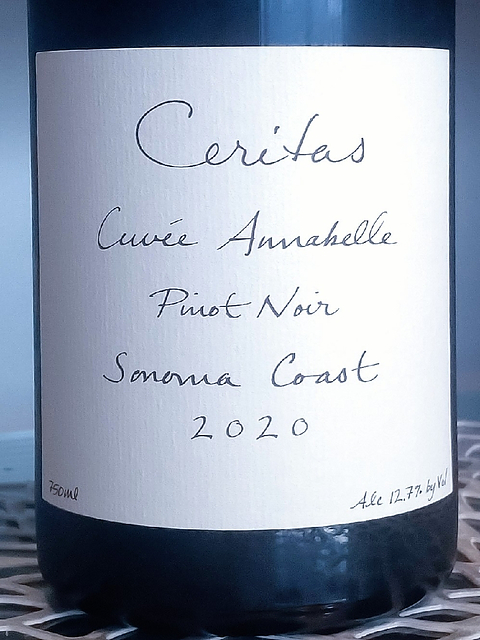 Ceritas
Cuvée Annabelle
Pinot Noir
Sonoma Coast
2020
750ml
Alc 12.7% by Vol